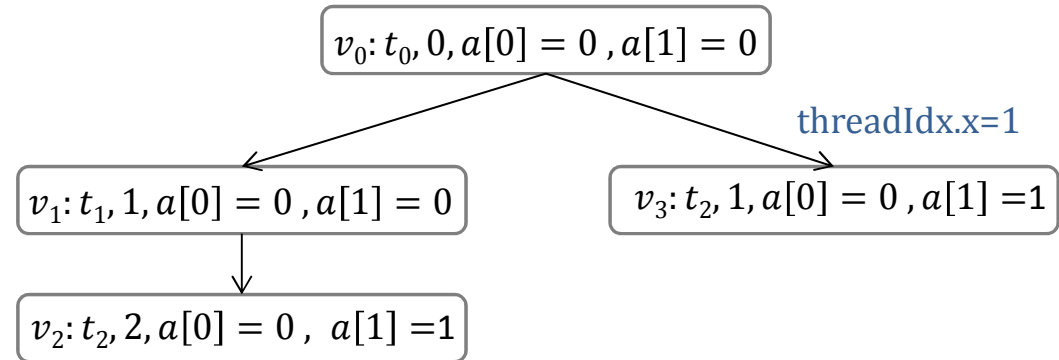 v₀: t₀, 0, a[0] = 0 , a[1] = 0
threadIdx.x=1
v₁: t₁, 1, a[0] = 0 , a[1] = 0
v₃: t₂, 1, a[0] = 0 , a[1] =1
v₂: t₂, 2, a[0] = 0 , a[1] =1